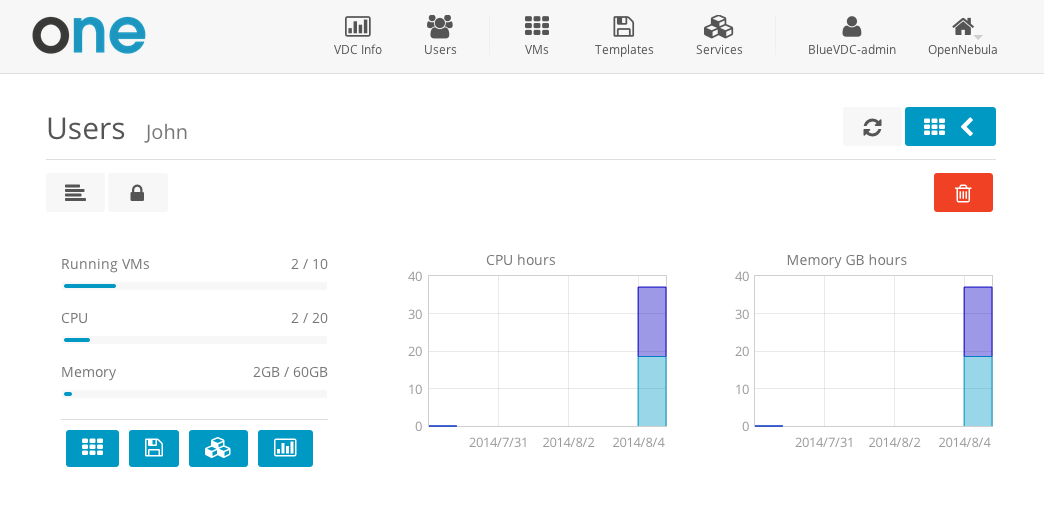 one
VDC Info Users VMs Templates Services BlueVDC-admin OpenNebula
Users John
Running VMs 2 / 10
CPU 2 / 20
Memory 2GB / 60GB
CPU hours
40
30
20
10
0
2014/7/31 2014/8/2 2014/8/4
Memory GB hours
40
30
20
10
0
2014/7/31 2014/8/2 2014/8/4